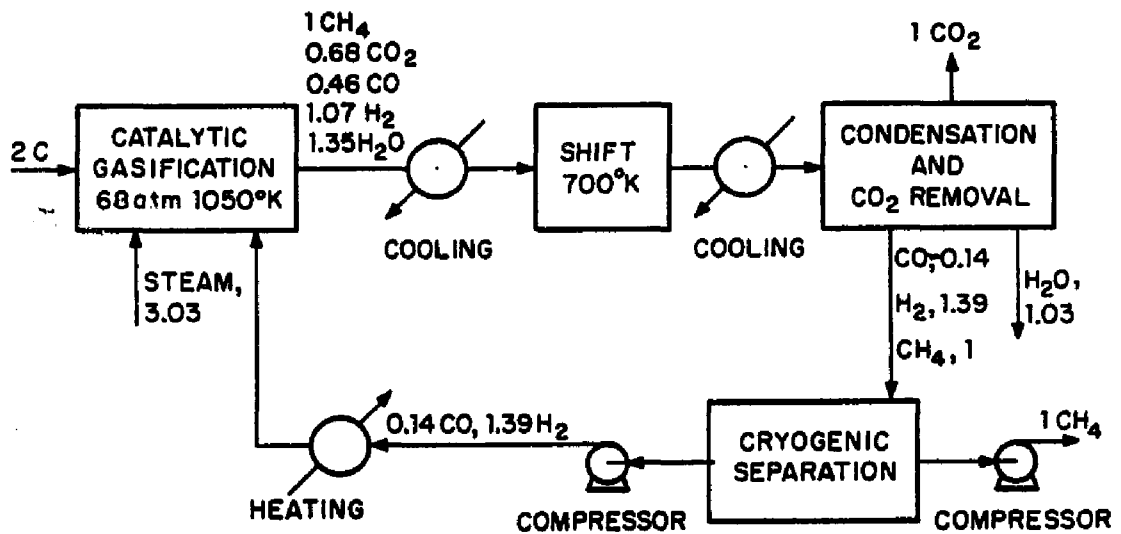 1 CH₄
0.68 CO₂
0.46 CO
1.07 H₂
1.35 H₂O
1 CO₂
2 C
CATALYTIC
GASIFICATION
68 atm 1050°K
SHIFT
700°K
CONDENSATION
AND
CO₂ REMOVAL
COOLING
COOLING
STEAM,
3.03
CO, 0.14
H₂, 1.39
CH₄, 1
H₂O,
1.03
0.14 CO, 1.39 H₂
HEATING
COMPRESSOR
CRYOGENIC
SEPARATION
1 CH₄
COMPRESSOR